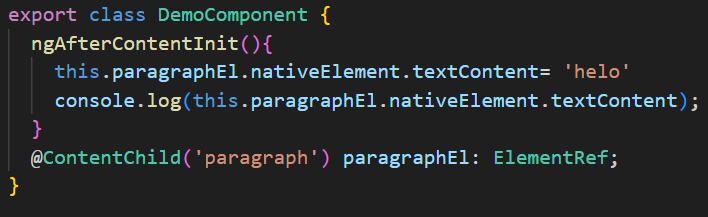 export class DemoComponent {
ngAfterContentInit(){
this.paragraphEl.nativeElement.textContent= 'helo'
console.log(this.paragraphEl.nativeElement.textContent);
}
@ContentChild('paragraph') paragraphEl: ElementRef;
}